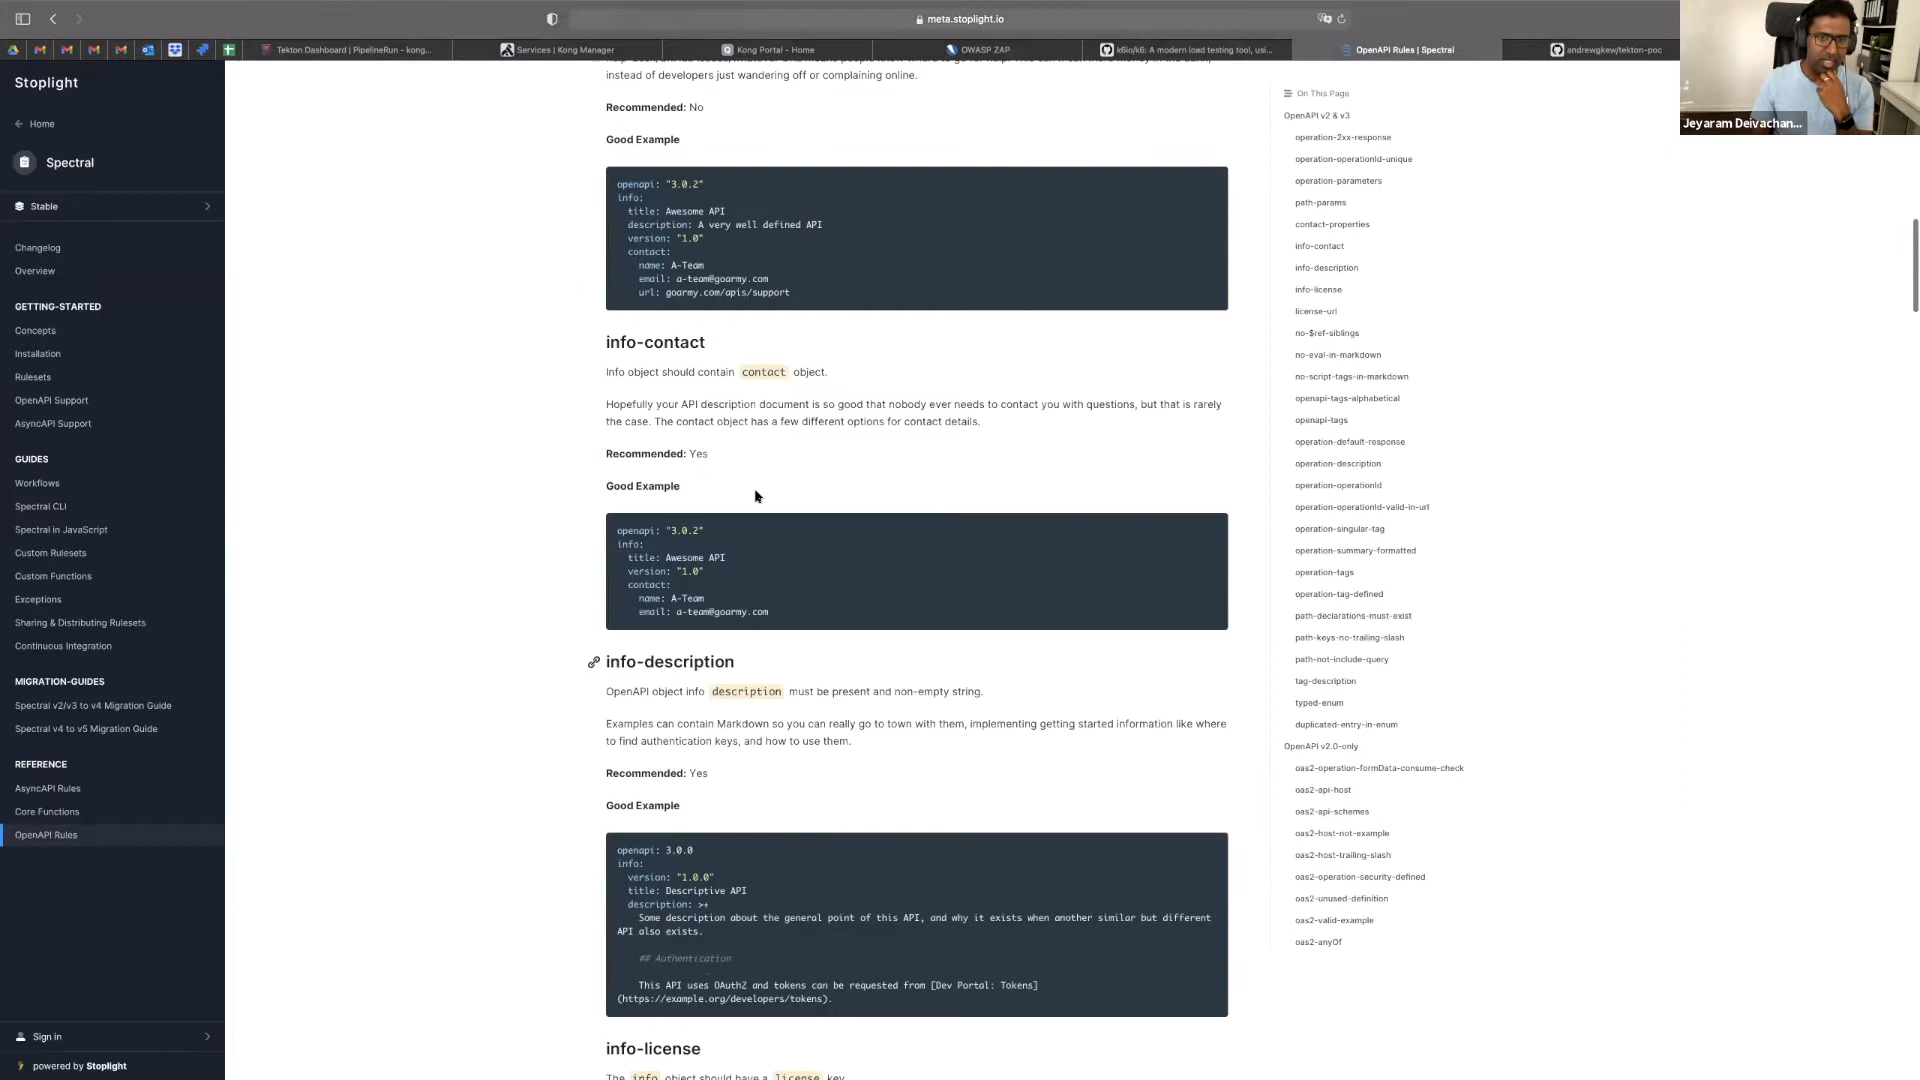 meta.stoplight.io
Tekton Dashboard | PipelineRun - kong...
Services | Kong Manager
Kong Portal - Home
OWASP ZAP
k6io/k6: A modern load testing tool, usi...
OpenAPI Rules | Spectral
andrewgkew/tekton-poc
Jeyaram Deivachan...
Stoplight
Home
Spectral
Stable
Changelog
Overview
GETTING-STARTED
Concepts
Installation
Rulesets
OpenAPI Support
AsyncAPI Support
GUIDES
Workflows
Spectral CLI
Spectral in JavaScript
Custom Rulesets
Custom Functions
Exceptions
Sharing & Distributing Rulesets
Continuous Integration
MIGRATION-GUIDES
Spectral v2/v3 to v4 Migration Guide
Spectral v4 to v5 Migration Guide
REFERENCE
AsyncAPI Rules
Core Functions
OpenAPI Rules
Sign in
powered by Stoplight
instead of developers just wandering off or complaining online.
Recommended: No
Good Example
openapi: "3.0.2"
info:
title: Awesome API
description: A very well defined API
version: "1.0"
contact:
name: A-Team
email: a-team@goarmy.com
url: goarmy.com/apis/support
info-contact
Info object should contain contact object.
Hopefully your API description document is so good that nobody ever needs to contact you with questions, but that is rarely
the case. The contact object has a few different options for contact details.
Recommended: Yes
Good Example
openapi: "3.0.2"
info:
title: Awesome API
version: "1.0"
contact:
name: A-Team
email: a-team@goarmy.com
info-description
OpenAPI object info description must be present and non-empty string.
Examples can contain Markdown so you can really go to town with them, implementing getting started information like where
to find authentication keys, and how to use them.
Recommended: Yes
Good Example
openapi: 3.0.0
info:
version: "1.0.0"
title: Descriptive API
description: >+
Some description about the general point of this API, and why it exists when another similar but different
API also exists.
## Authentication
This API uses OAuth2 and tokens can be requested from [Dev Portal: Tokens]
(https://example.org/developers/tokens).
info-license
The info object should have a license key
On This Page
OpenAPI v2 & v3
operation-2xx-response
operation-operationId-unique
operation-parameters
path-params
contact-properties
info-contact
info-description
info-license
license-url
no-$ref-siblings
no-eval-in-markdown
no-script-tags-in-markdown
openapi-tags-alphabetical
openapi-tags
operation-default-response
operation-description
operation-operationId
operation-operationId-valid-in-url
operation-singular-tag
operation-summary-formatted
operation-tags
operation-tag-defined
path-declarations-must-exist
path-keys-no-trailing-slash
path-not-include-query
tag-description
typed-enum
duplicated-entry-in-enum
OpenAPI v2.0-only
oas2-operation-formData-consume-check
oas2-api-host
oas2-api-schemes
oas2-host-not-example
oas2-host-trailing-slash
oas2-operation-security-defined
oas2-unused-definition
oas2-valid-example
oas2-anyOf